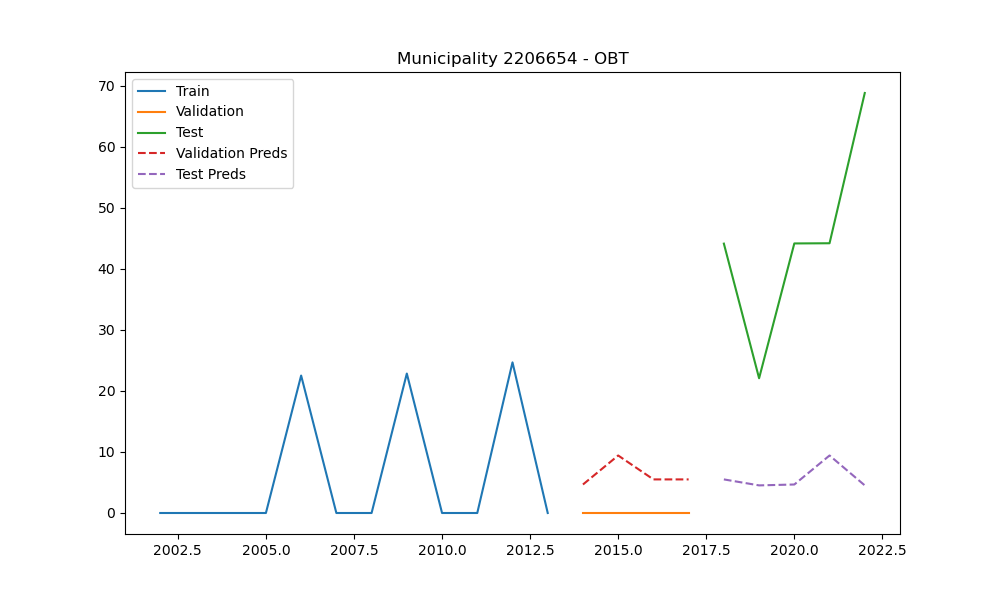 Municipality 2206654 - OBT
Train
Validation
Test
Validation Preds
Test Preds
70
60
50
40
30
20
10
0
2002.5 2005.0 2007.5 2010.0 2012.5 2015.0 2017.5 2020.0 2022.5